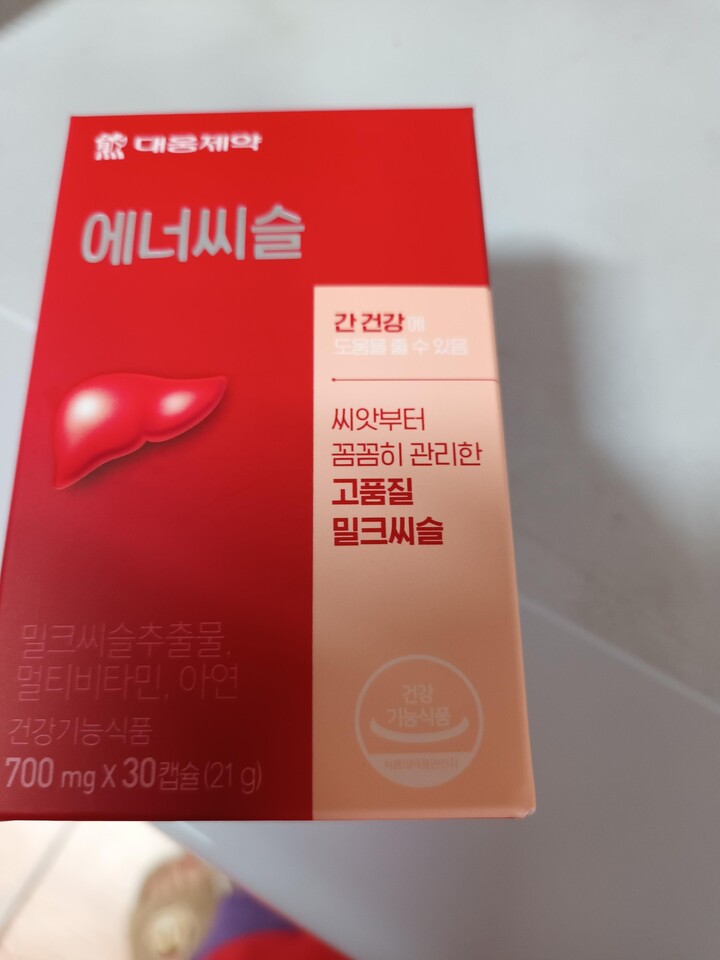 대웅제약
에너씨슬
간 건강에
도움을 줄 수 있음
씨앗부터
꼼꼼히 관리한
고품질
밀크씨슬
밀크씨슬추출물,
멀티비타민, 아연
건강기능식품
700 mg X 30캡슐 (21 g)
건강
기능식품